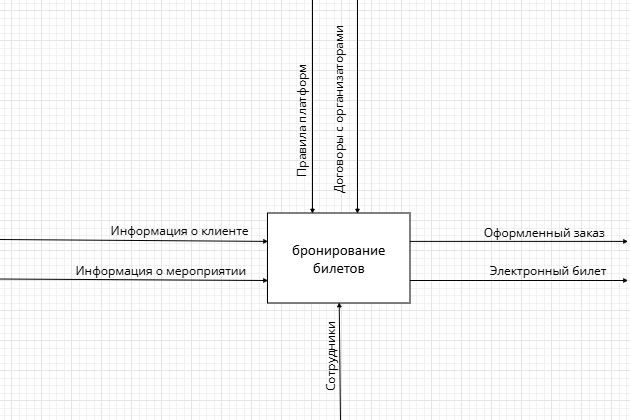 Правила платформ
Договоры с организаторами
Информация о клиенте
Информация о мероприятии
бронирование
билетов
Оформленный заказ
Электронный билет
Сотрудники